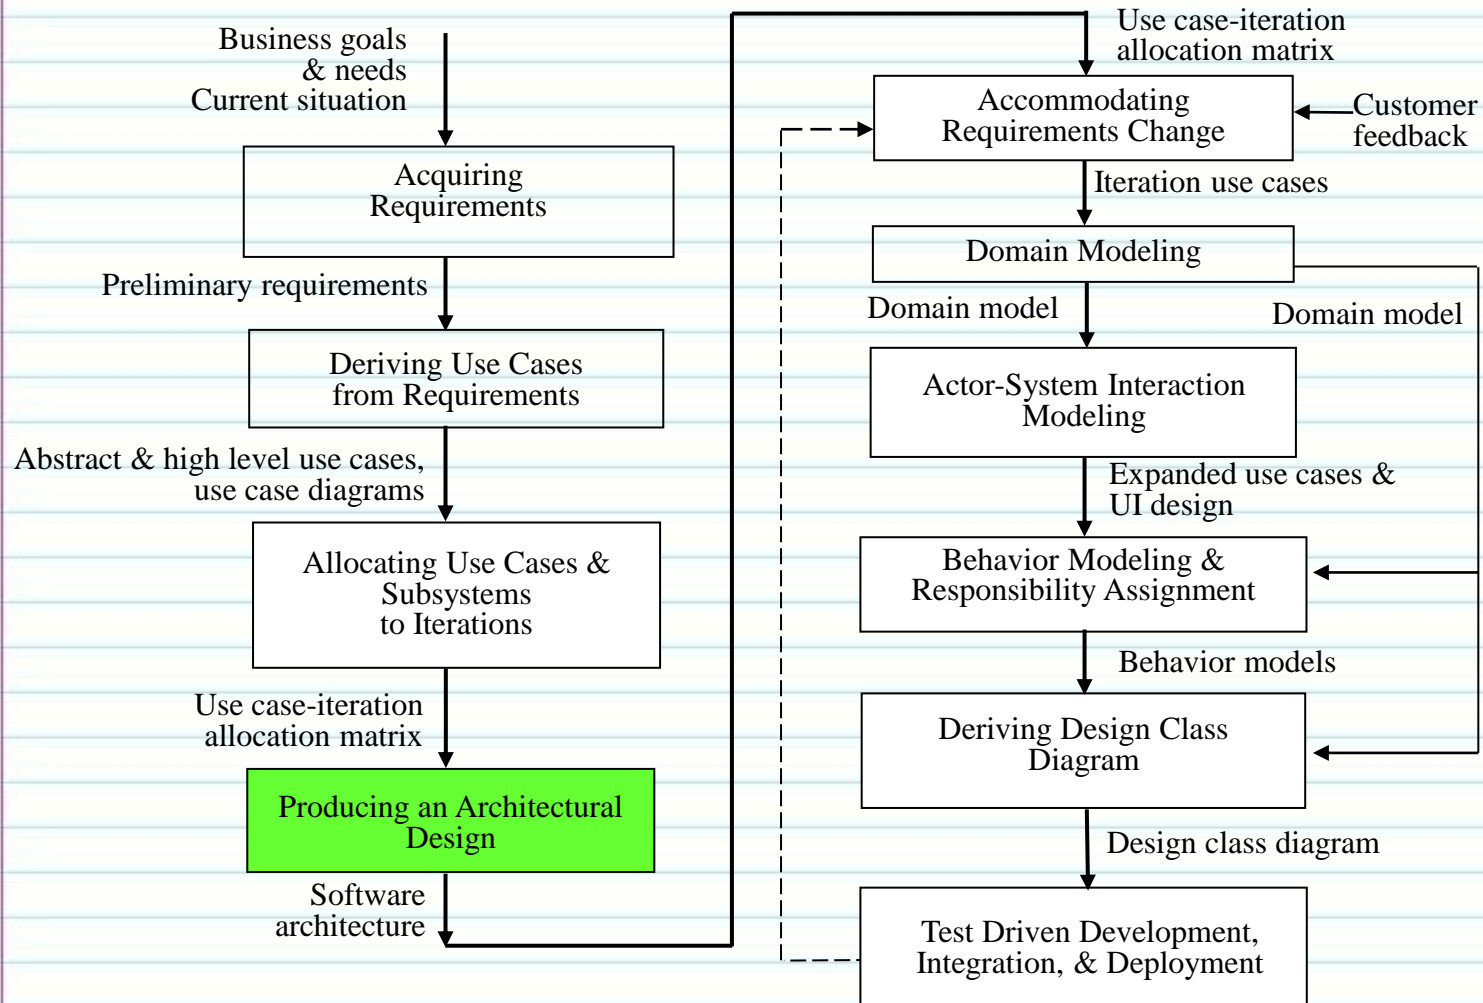 Business goals
& needs
Current situation
Acquiring
Requirements
Preliminary requirements
Deriving Use Cases
from Requirements
Abstract & high level use cases,
use case diagrams
Allocating Use Cases &
Subsystems
to Iterations
Use case-iteration
allocation matrix
Producing an Architectural
Design
Software
architecture
Use case-iteration
allocation matrix
Accommodating
Requirements Change
Customer
feedback
Iteration use cases
Domain Modeling
Domain model
Domain model
Actor-System Interaction
Modeling
Expanded use cases &
UI design
Behavior Modeling &
Responsibility Assignment
Behavior models
Deriving Design Class
Diagram
Design class diagram
Test Driven Development,
Integration, & Deployment